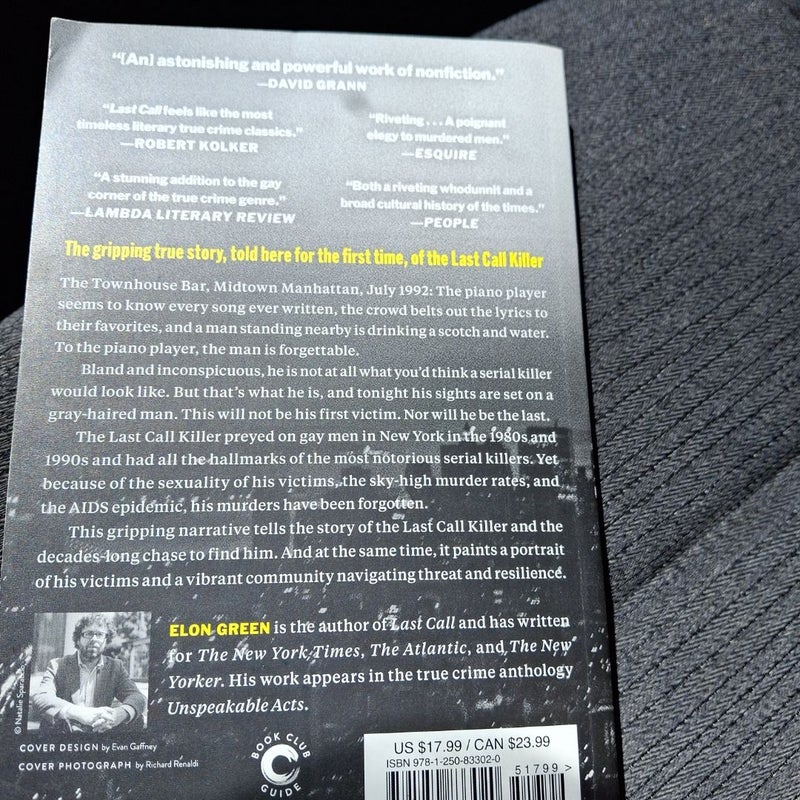 “[An] astonishing and powerful work of nonfiction.”
—DAVID GRANN
“Last Call feels like the most
timeless literary true crime classics.”
—ROBERT KOLKER
“Riveting . . . A poignant
elegy to murdered men.”
—ESQUIRE
“A stunning addition to the gay
corner of the true crime genre.”
—LAMBDA LITERARY REVIEW
“Both a riveting whodunnit and a
broad cultural history of the times.”
—PEOPLE
The gripping true story, told here for the first time, of the Last Call Killer
The Townhouse Bar, Midtown Manhattan, July 1992: The piano player
seems to know every song ever written, the crowd belts out the lyrics to
their favorites, and a man standing nearby is drinking a scotch and water.
To the piano player, the man is forgettable.
Bland and inconspicuous, he is not at all what you’d think a serial killer
would look like. But that’s what he is, and tonight his sights are set on a
gray-haired man. This will not be his first victim. Nor will he be the last.
The Last Call Killer preyed on gay men in New York in the 1980s and
1990s and had all the hallmarks of the most notorious serial killers. Yet
because of the sexuality of his victims, the sky-high murder rates, and
the AIDS epidemic, his murders have been forgotten.
This gripping narrative tells the story of the Last Call Killer and the
decades-long chase to find him. And at the same time, it paints a portrait
of his victims and a vibrant community navigating threat and resilience.
ELON GREEN is the author of Last Call and has written
for The New York Times, The Atlantic, and The New
Yorker. His work appears in the true crime anthology
Unspeakable Acts.
© Natalie
COVER DESIGN by Evan Gaffney
COVER PHOTOGRAPH by Richard Renaldi
BOOK CLUB
GUIDE
US $17.99 / CAN $23.99
ISBN 978-1-250-83302-0
51799 >